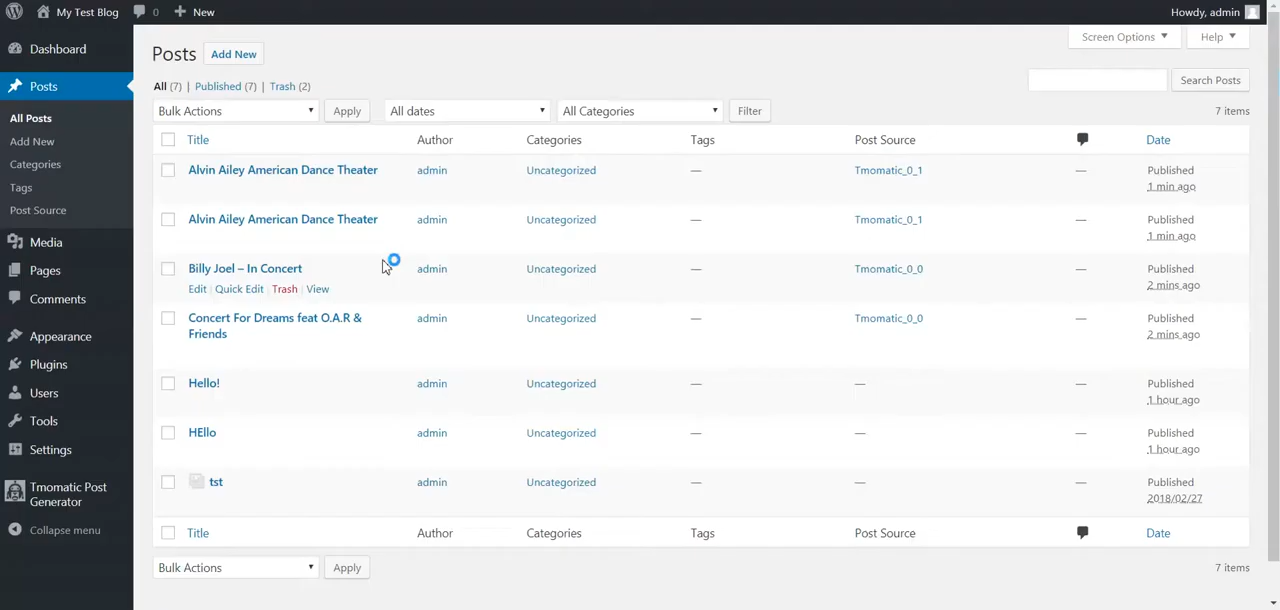 My Test Blog 0 New Howdy, admin
Dashboard
Posts
All Posts
Add New
Categories
Tags
Post Source
Media
Pages
Comments
Appearance
Plugins
Users
Tools
Settings
Tmomatic Post
Generator
Collapse menu
Screen Options Help
Posts Add New
All (7) | Published (7) | Trash (2)
Search Posts
Bulk Actions Apply All dates All Categories Filter 7 items
Title Author Categories Tags Post Source Date
Alvin Ailey American Dance Theater admin Uncategorized — Tmomatic_0_1 — Published
1 min ago
Alvin Ailey American Dance Theater admin Uncategorized — Tmomatic_0_1 — Published
1 min ago
Billy Joel – In Concert admin Uncategorized — Tmomatic_0_0 — Published
Edit | Quick Edit | Trash | View 2 mins ago
Concert For Dreams feat O.A.R & admin Uncategorized — Tmomatic_0_0 — Published
Friends 2 mins ago
Hello! admin Uncategorized — — — Published
1 hour ago
HEllo admin Uncategorized — — — Published
1 hour ago
tst admin Uncategorized — — — Published
2018/02/27
Title Author Categories Tags Post Source Date
Bulk Actions Apply 7 items